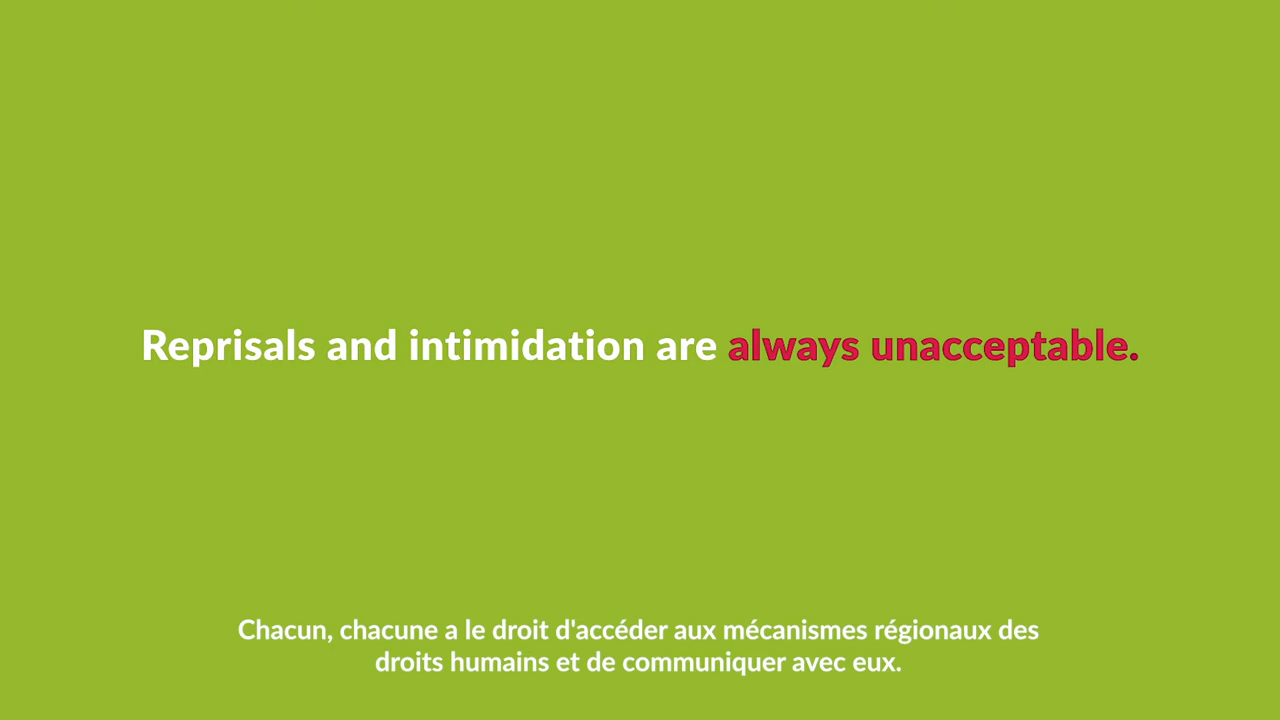 Reprisals and intimidation are always unacceptable.
Chacun, chacune a le droit d'accéder aux mécanismes régionaux des
droits humains et de communiquer avec eux.